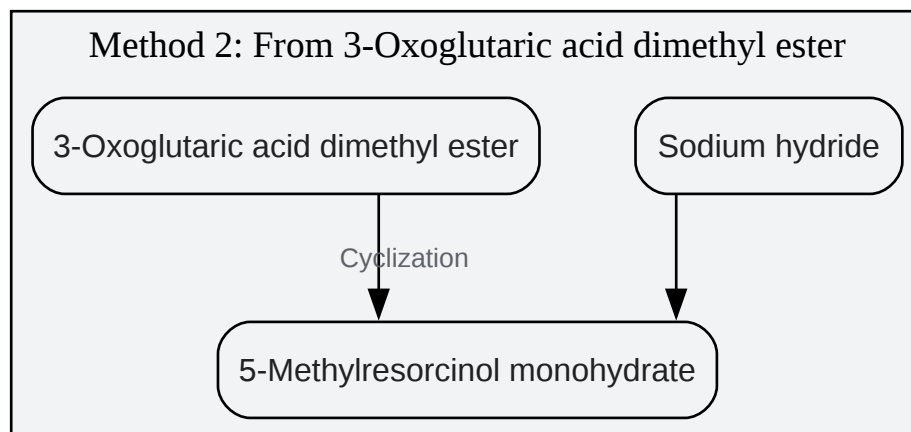 Method 2: From 3-Oxoglutaric acid dimethyl ester
3-Oxoglutaric acid dimethyl ester
Sodium hydride
Cyclization
5-Methylresorcinol monohydrate